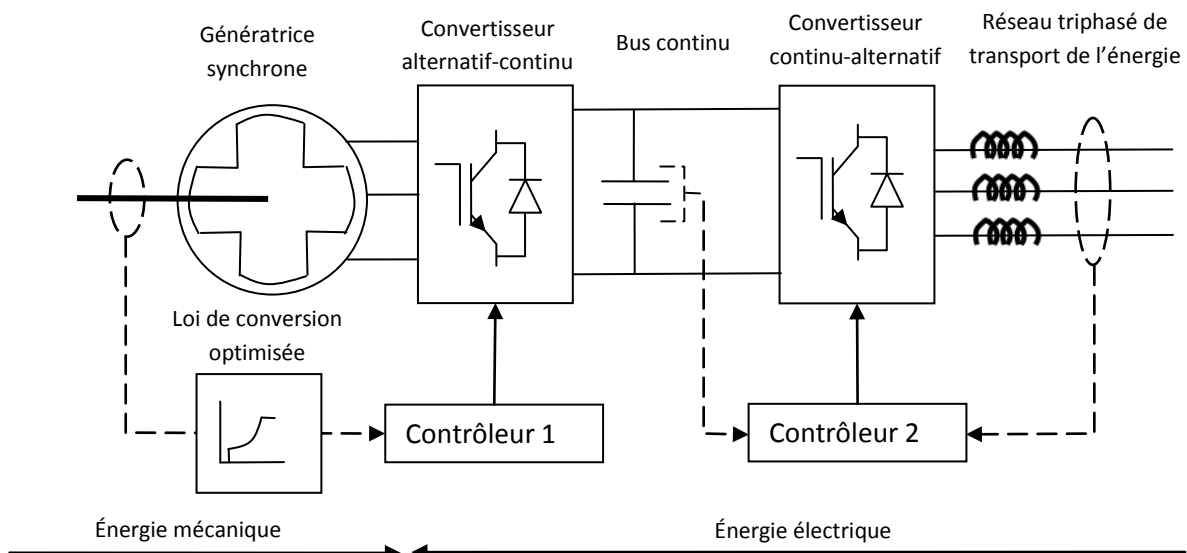 Génératrice
synchrone
Convertisseur
alternatif-continu
Bus continu
Convertisseur
continu-alternatif
Réseau triphasé de
transport de l’énergie
Loi de conversion
optimisée
Contrôleur 1
Contrôleur 2
Énergie mécanique
Énergie électrique